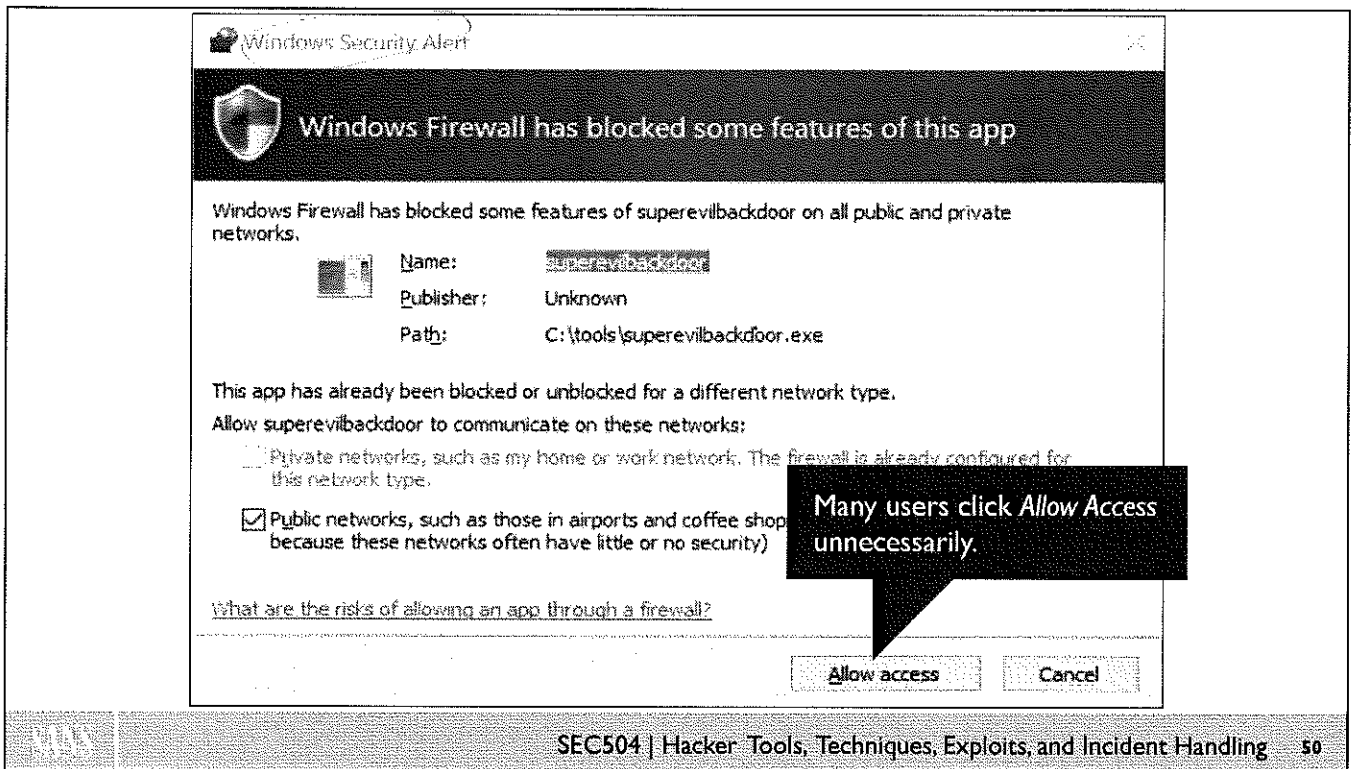 Windows Security Alert
Windows Firewall has blocked some features of this app
Windows Firewall has blocked some features of superevilbackdoor on all public and private
networks.
Name: superevilbackdoor
Publisher: Unknown
Path: C:\tools\superevilbackdoor.exe
This app has already been blocked or unblocked for a different network type.
Allow superevilbackdoor to communicate on these networks:
Private networks, such as my home or work network. The firewall is already configured for
this network type.
Public networks, such as those in airports and coffee shop
because these networks often have little or no security)
Many users click Allow Access
unnecessarily.
What are the risks of allowing an app through a firewall?
Allow access Cancel
SANS
SEC504 | Hacker Tools, Techniques, Exploits, and Incident Handling 50